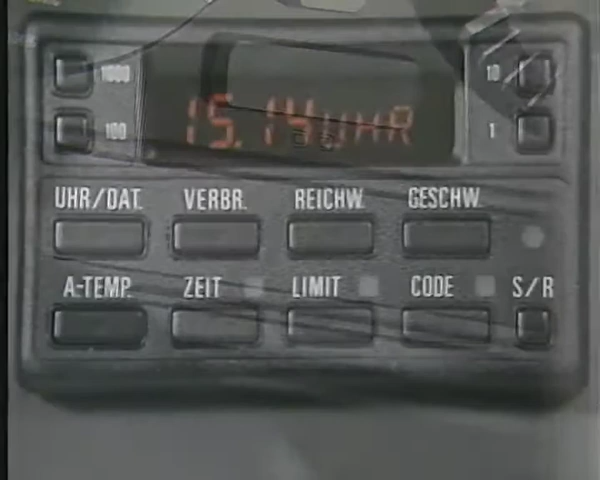 1000 10
15.14 UHR
100 1
UHR/DAT. VERBR. REICHW. GESCHW.
A-TEMP. ZEIT LIMIT CODE S/R